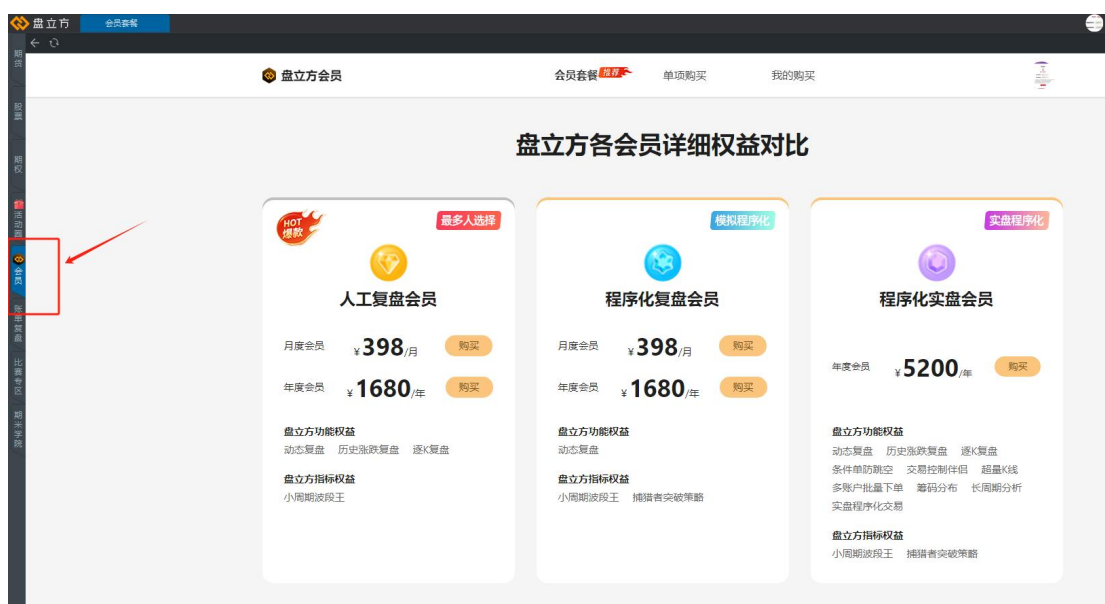 盘立方
会员套餐
期货
股票
期权
活动画
会员
账单复盘
比赛专区
期米学院
盘立方会员
会员套餐 推荐
单项购买
我的购买
盘立方各会员详细权益对比
HOT
爆款
最多人选择
人工复盘会员
月度会员 ¥398/月 购买
年度会员 ¥1680/年 购买
盘立方功能权益
动态复盘 历史涨跌复盘 逐K复盘
盘立方指标权益
小周期波段王
模拟程序化
程序化复盘会员
月度会员 ¥398/月 购买
年度会员 ¥1680/年 购买
盘立方功能权益
动态复盘
盘立方指标权益
小周期波段王 捕猎者突破策略
实盘程序化
程序化实盘会员
年度会员 ¥5200/年 购买
盘立方功能权益
动态复盘 历史涨跌复盘 逐K复盘
条件单防跳空 交易控制伴侣 超量K线
多账户批量下单 筹码分布 长周期分析
实盘程序化交易
盘立方指标权益
小周期波段王 捕猎者突破策略